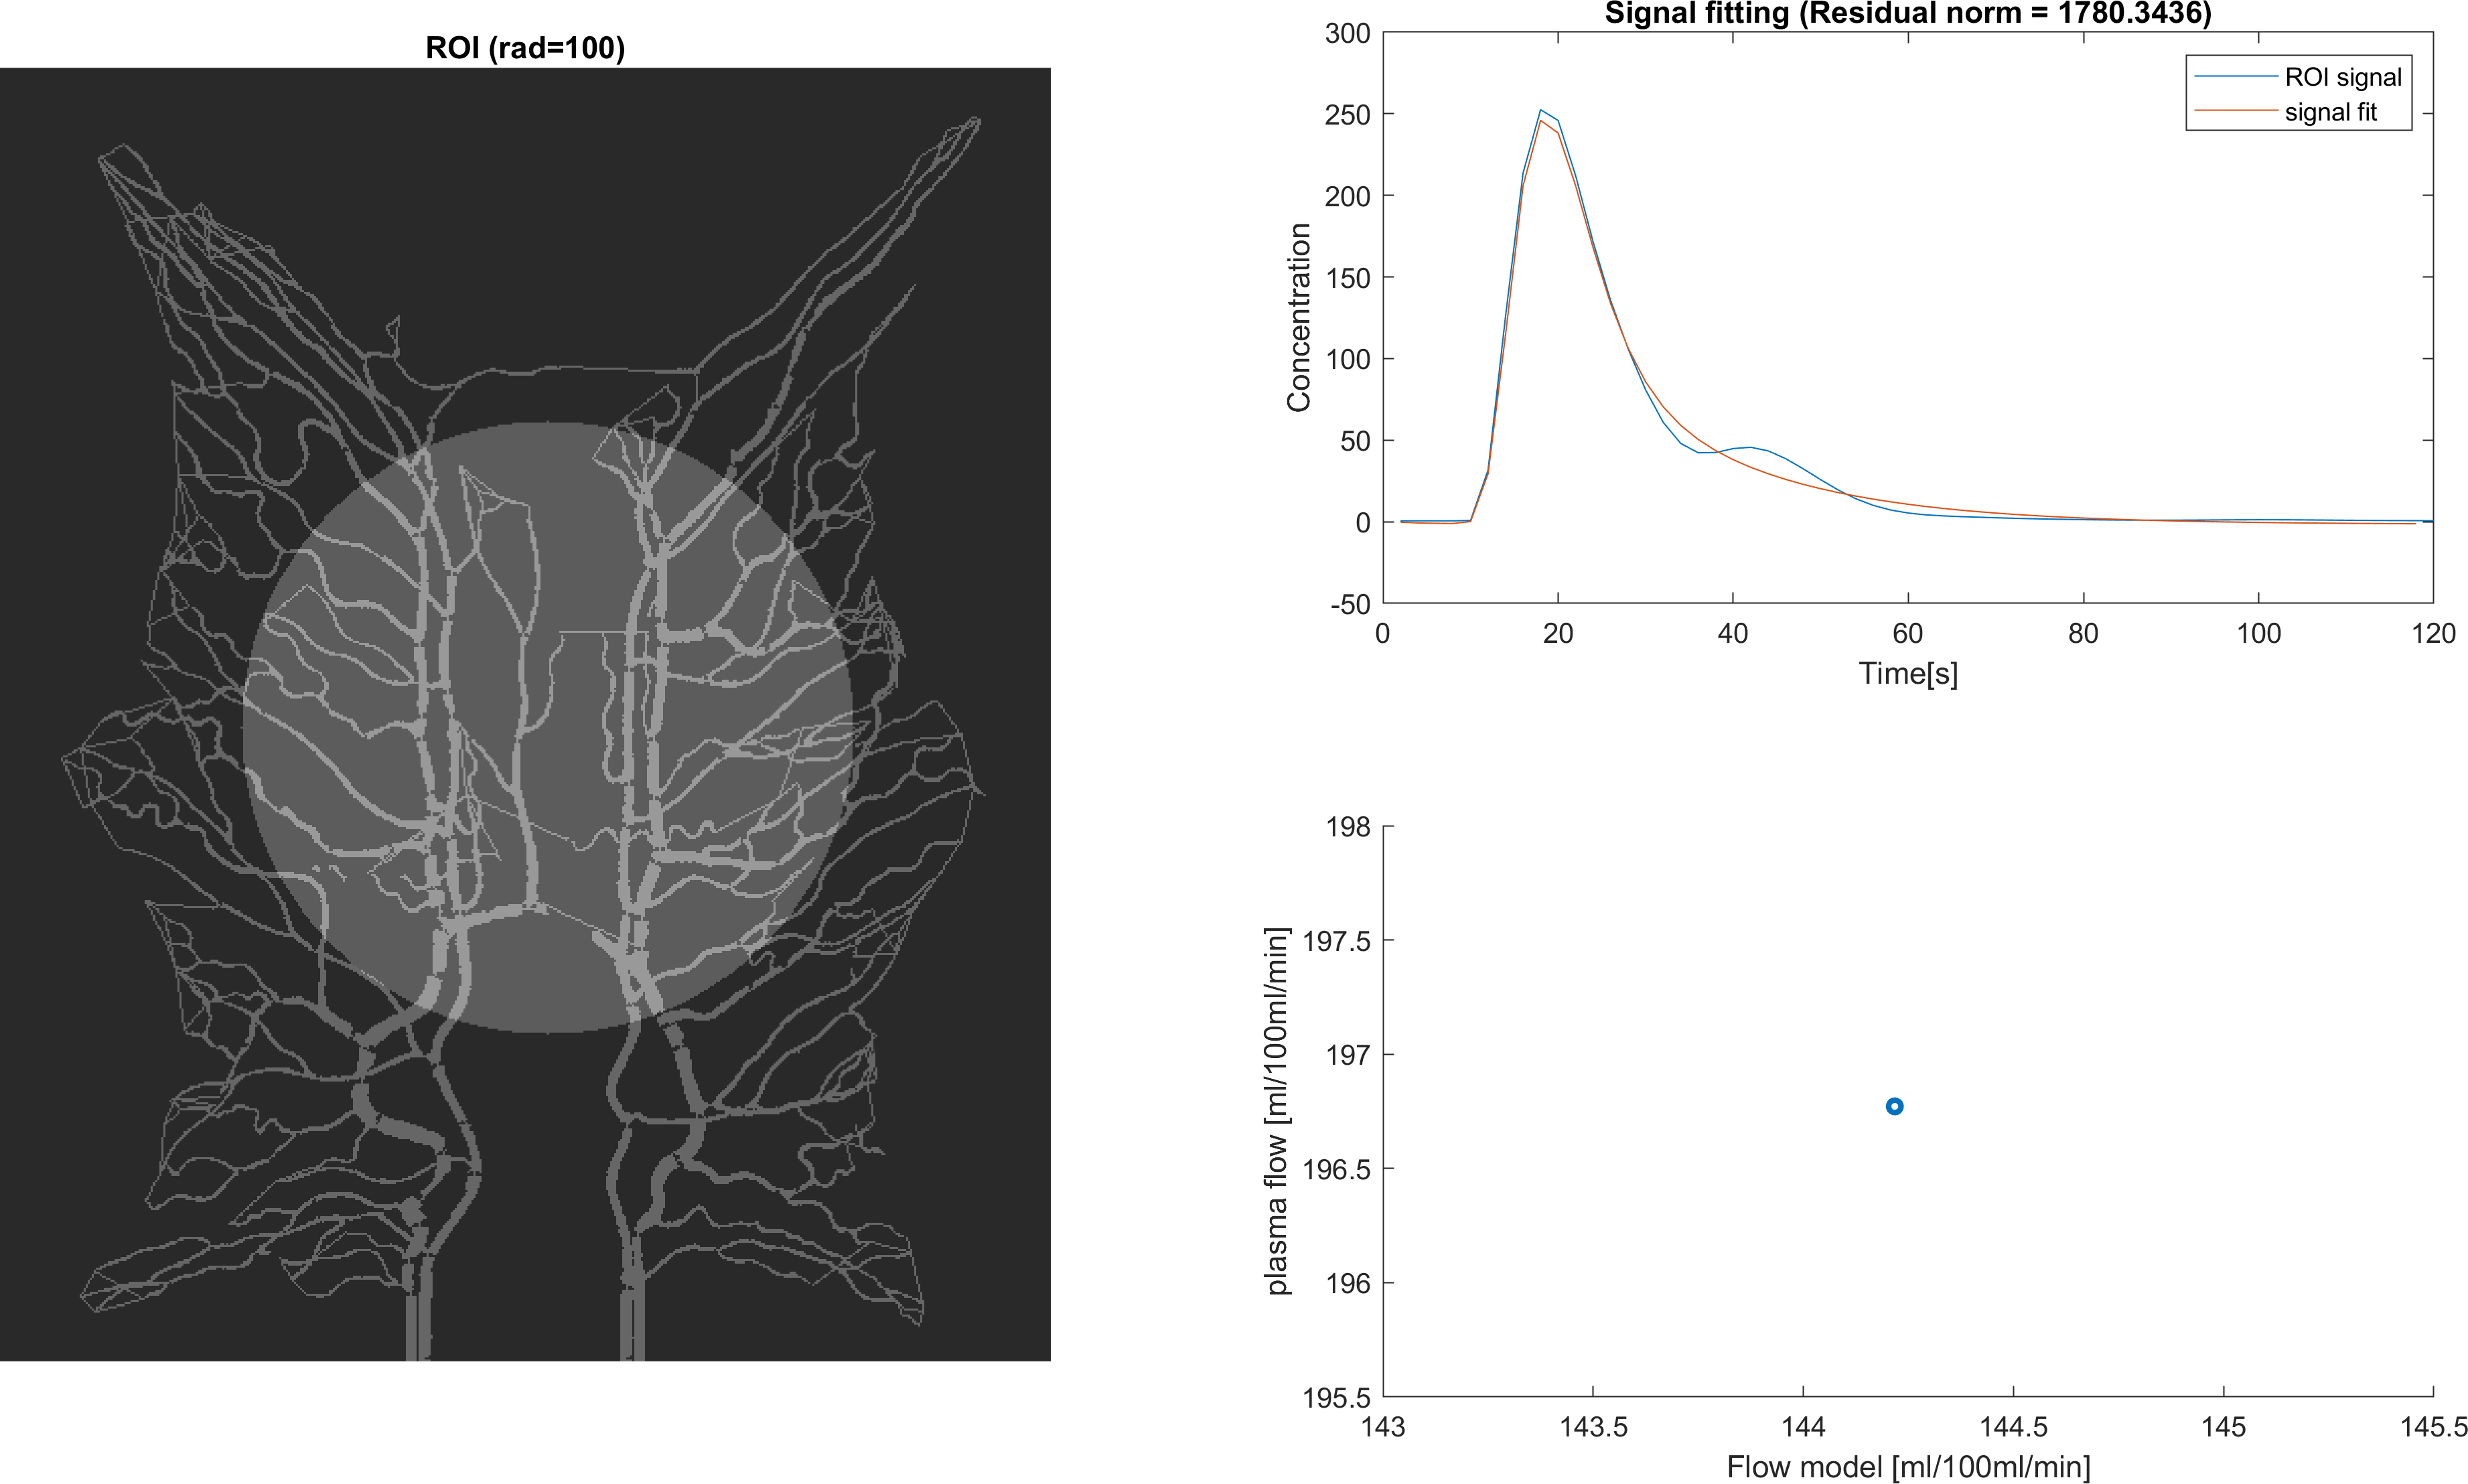 ROI (rad=100)
Signal fitting (Residual norm = 1780.3436)
300
250
200
150
100
50
0
-50
Concentration
ROI signal
signal fit
0 20 40 60 80 100 120
Time[s]
198
197.5
197
196.5
196
195.5
plasma flow [ml/100ml/min]
143 143.5 144 144.5 145 145.5
Flow model [ml/100ml/min]